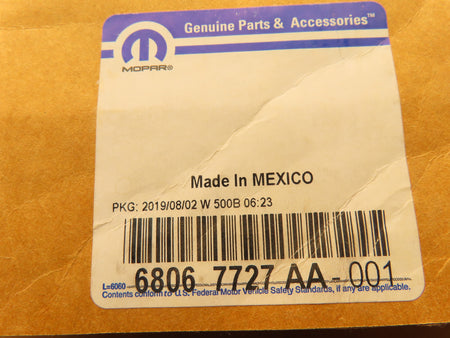 Genuine Parts & Accessories™
MOPAR®
Made In MEXICO
PKG: 2019/08/02 W 500B 06:23
L=6060 6806 7727 AA-001
Contents conform to U.S. Federal Motor Vehicle Safety Standards, if any are applicable.